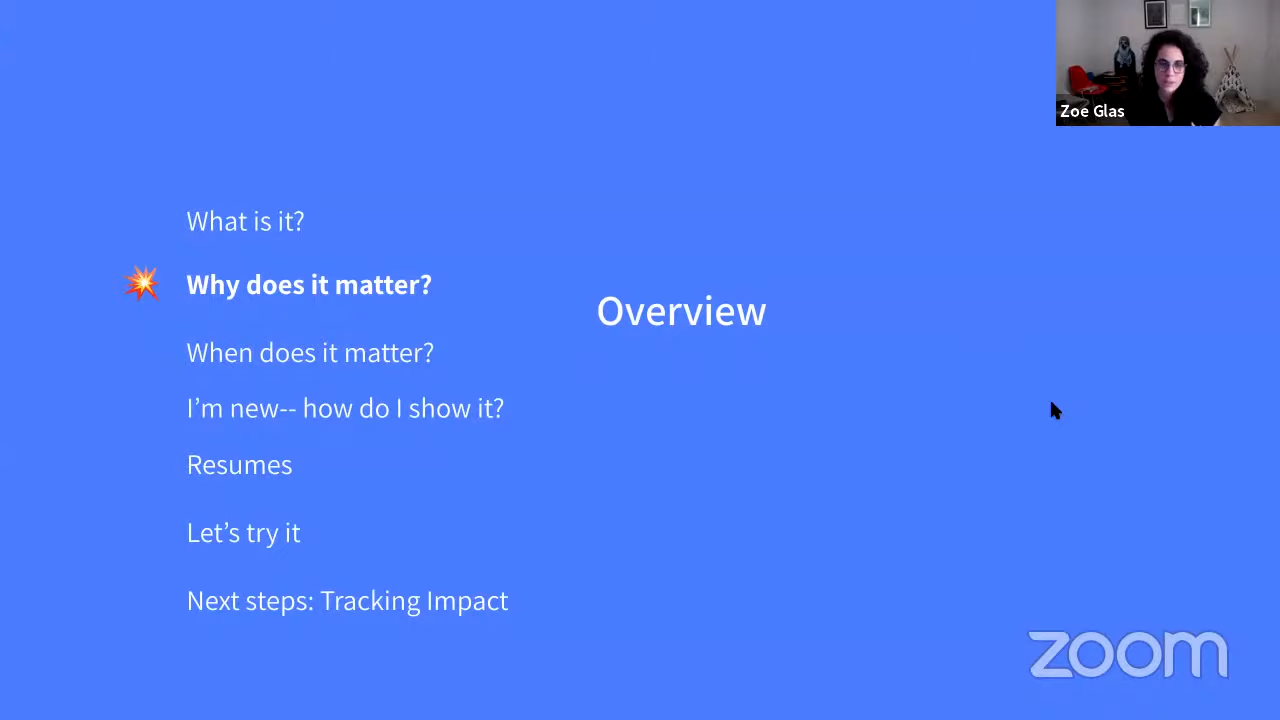 Zoe Glas
What is it?
Why does it matter?
Overview
When does it matter?
I'm new-- how do I show it?
Resumes
Let's try it
Next steps: Tracking Impact
zoom